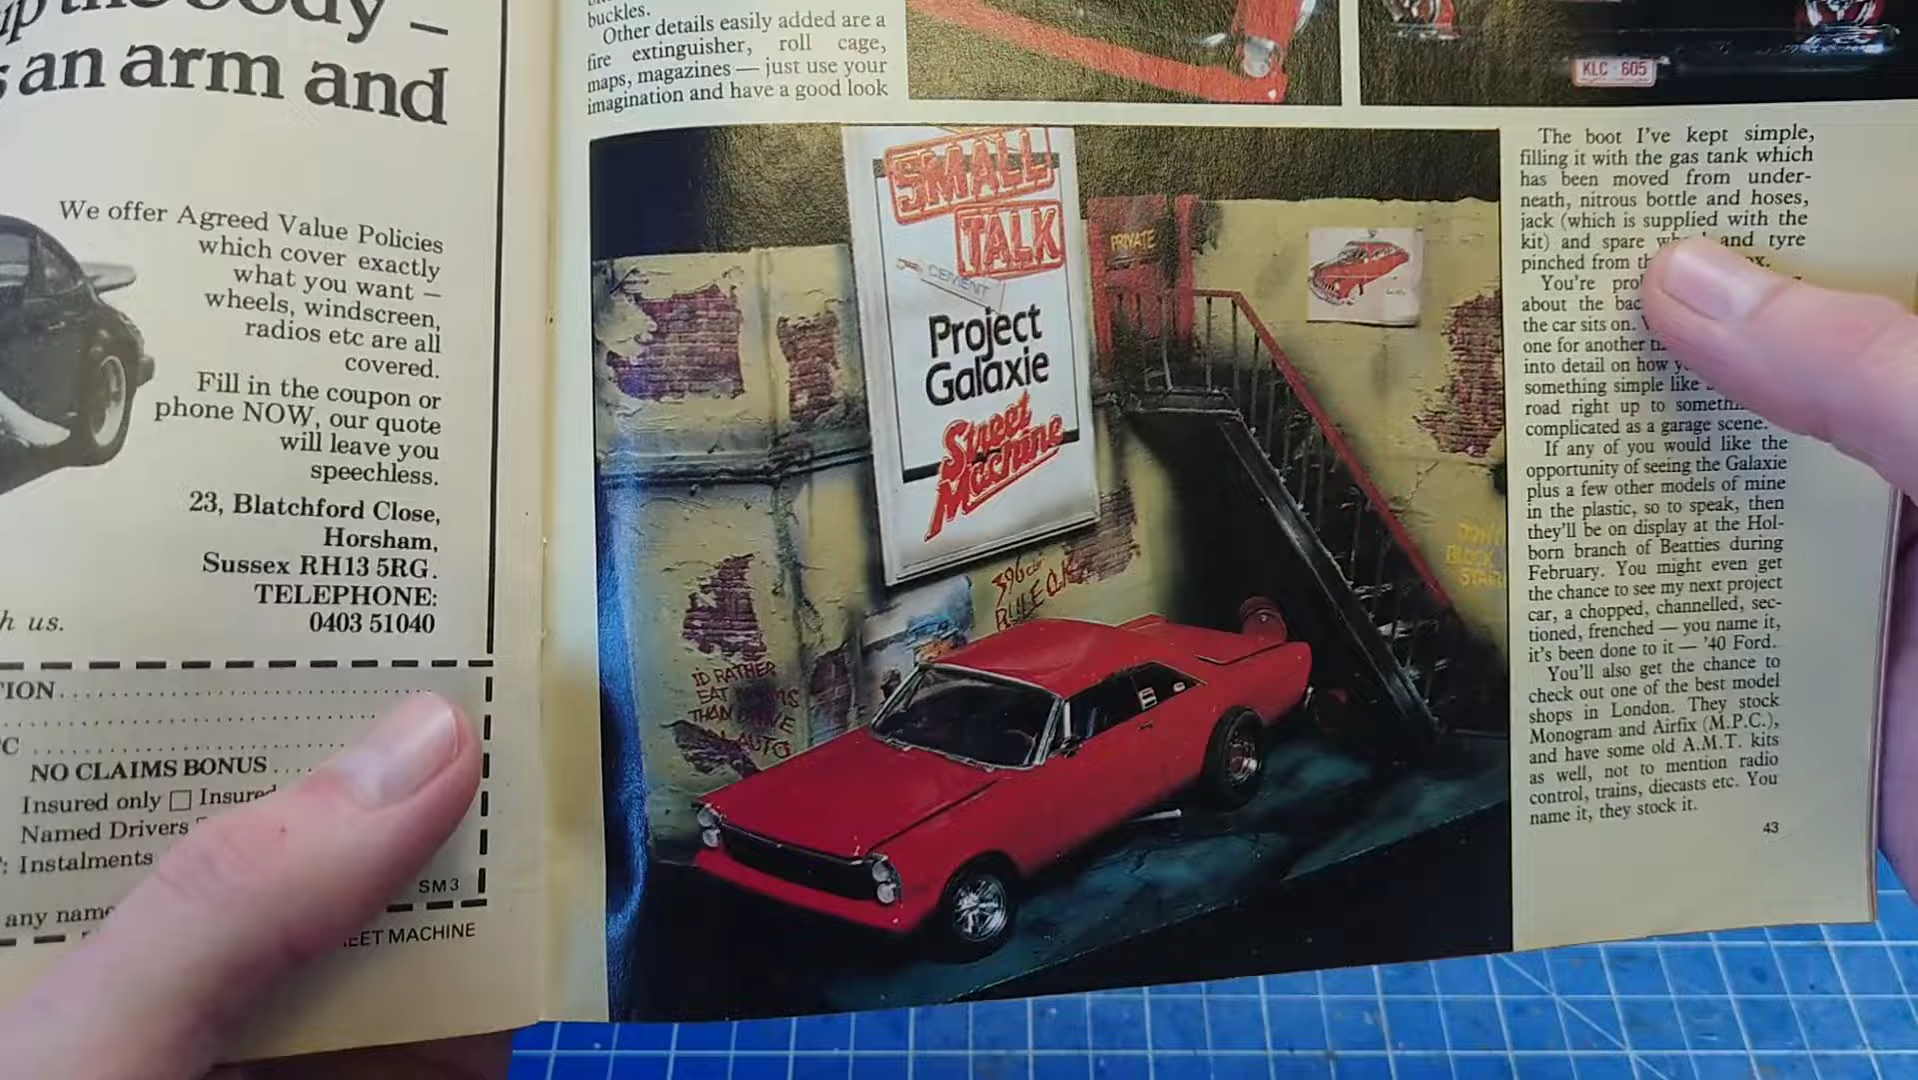 up the body –
s an arm and
We offer Agreed Value Policies
which cover exactly
what you want —
wheels, windscreen,
radios etc are all
covered.
Fill in the coupon or
phone NOW, our quote
will leave you
speechless.
23, Blatchford Close,
Horsham,
Sussex RH13 5RG.
TELEPHONE:
0403 51040
h us.
TION
C
NO CLAIMS BONUS
Insured only Insured
Named Drivers
: Instalments
any name
SM3
EET MACHINE
buckles.
Other details easily added are a
fire extinguisher, roll cage,
maps, magazines — just use your
imagination and have a good look
KLC 605
SMALL
TALK
CEMENT
Project
Galaxie
Street
Machine
PRIVATE
396 cu
RULE O.K.
I'D RATHER
EAT WORMS
THAN DRIVE
AN AUTO
DON'T
BLOCK
STAIRS
The boot I've kept simple,
filling it with the gas tank which
has been moved from under-
neath, nitrous bottle and hoses,
jack (which is supplied with the
kit) and spare wheel and tyre
pinched from
You're
about the
the car sits on.
one for another
into detail on how
something simple like
road right up to
complicated as a garage scene.
If any of you would like the
opportunity of seeing the Galaxie
plus a few other models of mine
in the plastic, so to speak, then
they'll be on display at the Hol-
born branch of Beatties during
February. You might even get
the chance to see my next project
car, a chopped, channelled, sec-
tioned, frenched — you name it,
it's been done to it — '40 Ford.
You'll also get the chance to
check out one of the best model
shops in London. They stock
Monogram and Airfix (M.P.C.),
and have some old A.M.T. kits
as well, not to mention radio
control, trains, diecasts etc. You
name it, they stock it.
43